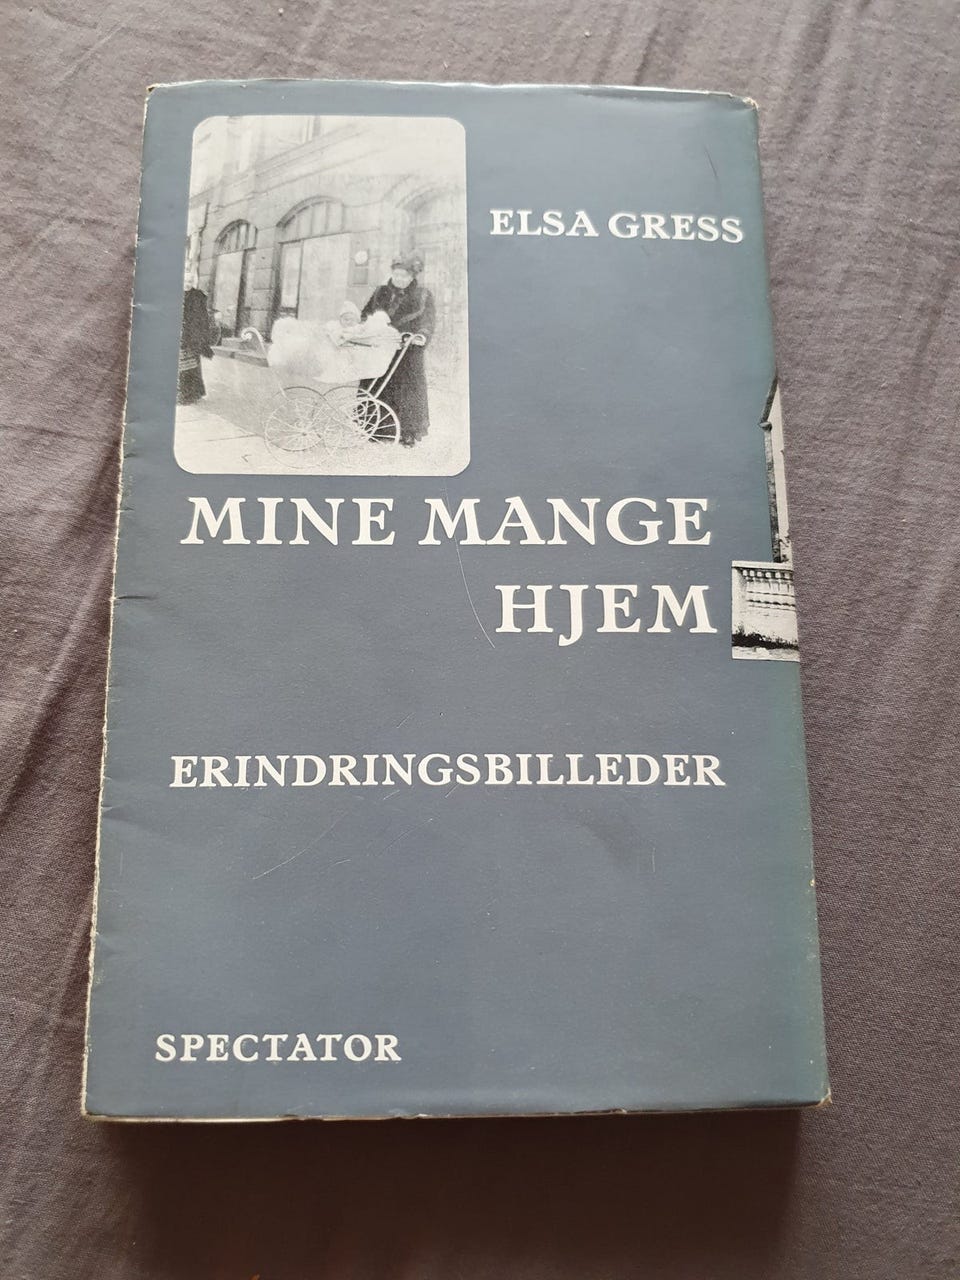 ELSA GRESS
MINE MANGE
HJEM
ERINDRINGSBILLEDER
SPECTATOR